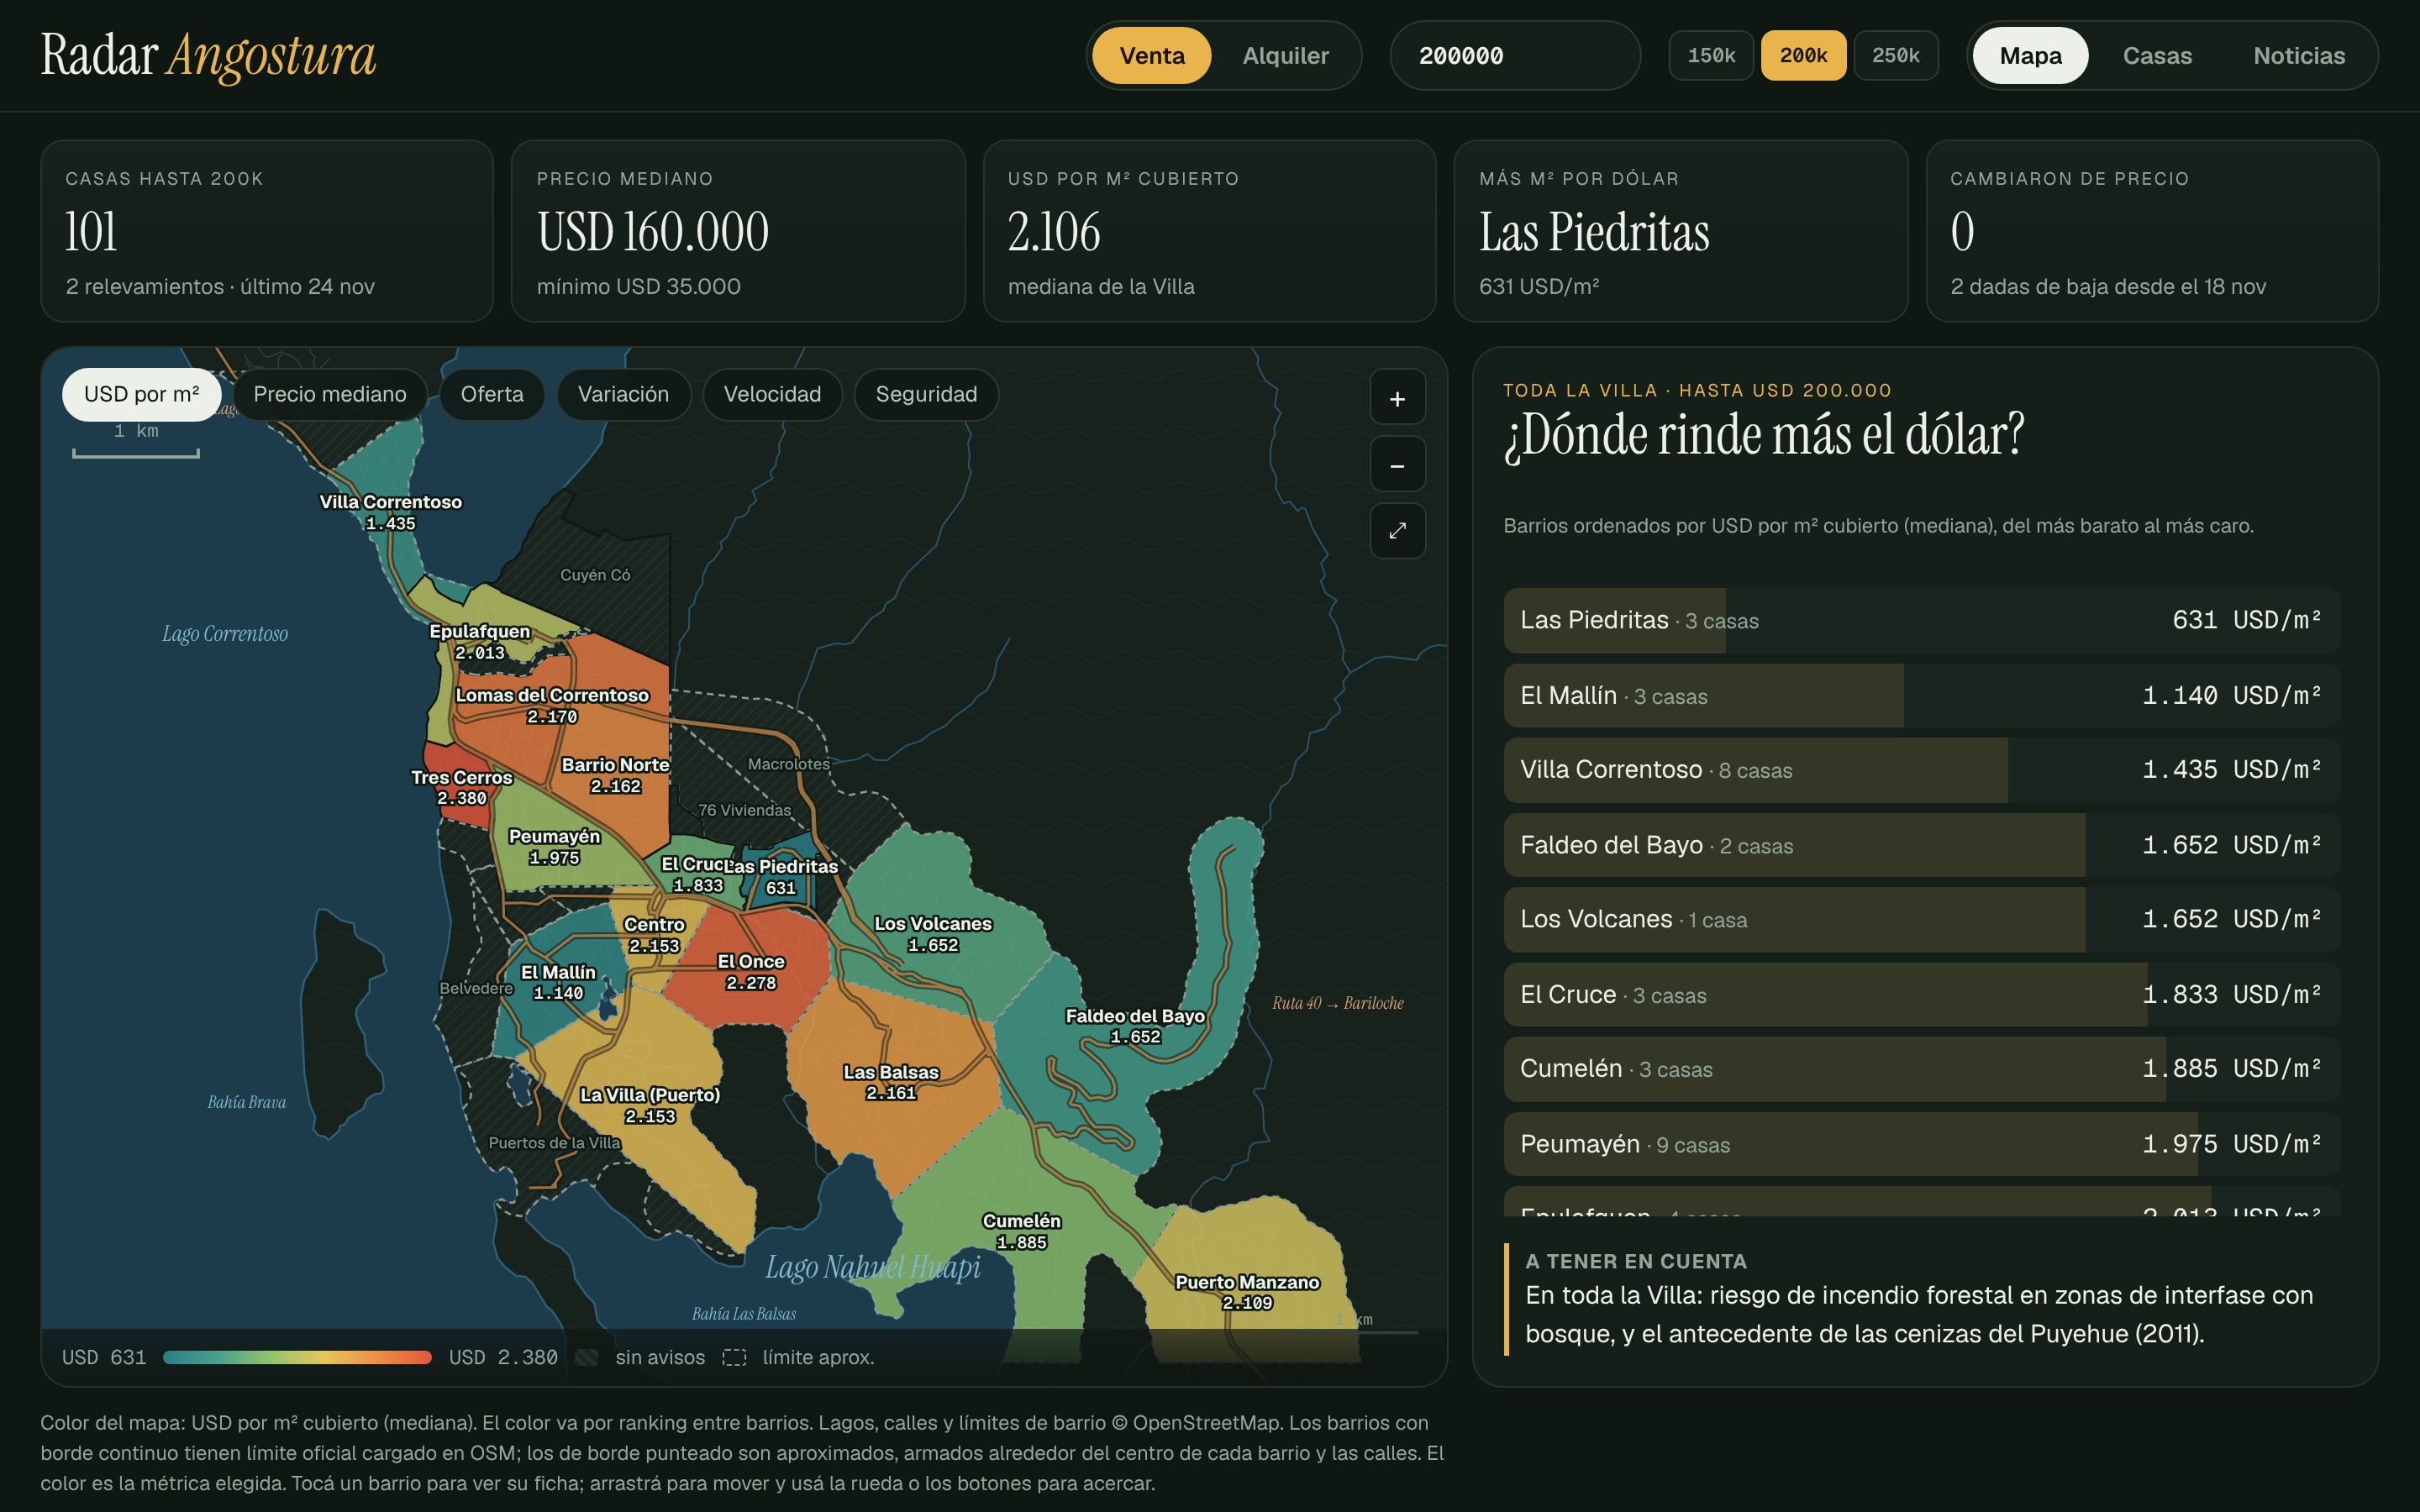 Radar Angostura
Venta
Alquiler
200000
150k
200k
250k
Mapa
Casas
Noticias
CASAS HASTA 200K
101
2 relevamientos · último 24 nov
PRECIO MEDIANO
USD 160.000
mínimo USD 35.000
USD POR M² CUBIERTO
2.106
mediana de la Villa
MÁS M² POR DÓLAR
Las Piedritas
631 USD/m²
CAMBIARON DE PRECIO
0
2 dadas de baja desde el 18 nov
USD por m²
Precio mediano
Oferta
Variación
Velocidad
Seguridad
+
−
⤢
1 km
Villa Correntoso
1.435
Cuyén Có
Lago Correntoso
Epulafquen
2.013
Lomas del Correntoso
2.170
Barrio Norte
2.162
Macrolotes
Tres Cerros
2.380
76 Viviendas
Peumayén
1.975
El Cruce
1.833
Las Piedritas
631
Centro
2.153
Los Volcanes
1.652
El Once
2.278
El Mallín
1.140
Belvedere
Ruta 40 → Bariloche
Faldeo del Bayo
1.652
Las Balsas
2.161
La Villa (Puerto)
2.153
Bahía Brava
Puertos de la Villa
Cumelén
1.885
Lago Nahuel Huapi
Puerto Manzano
2.109
Bahía Las Balsas
1 km
USD 631
USD 2.380
sin avisos
límite aprox.
TODA LA VILLA · HASTA USD 200.000
¿Dónde rinde más el dólar?
Barrios ordenados por USD por m² cubierto (mediana), del más barato al más caro.
Las Piedritas · 3 casas 631 USD/m²
El Mallín · 3 casas 1.140 USD/m²
Villa Correntoso · 8 casas 1.435 USD/m²
Faldeo del Bayo · 2 casas 1.652 USD/m²
Los Volcanes · 1 casa 1.652 USD/m²
El Cruce · 3 casas 1.833 USD/m²
Cumelén · 3 casas 1.885 USD/m²
Peumayén · 9 casas 1.975 USD/m²
Epulafquen · 4 casas 2.013 USD/m²
A TENER EN CUENTA
En toda la Villa: riesgo de incendio forestal en zonas de interfase con
bosque, y el antecedente de las cenizas del Puyehue (2011).
Color del mapa: USD por m² cubierto (mediana). El color va por ranking entre barrios. Lagos, calles y límites de barrio © OpenStreetMap. Los barrios con
borde continuo tienen límite oficial cargado en OSM; los de borde punteado son aproximados, armados alrededor del centro de cada barrio y las calles. El
color es la métrica elegida. Tocá un barrio para ver su ficha; arrastrá para mover y usá la rueda o los botones para acercar.